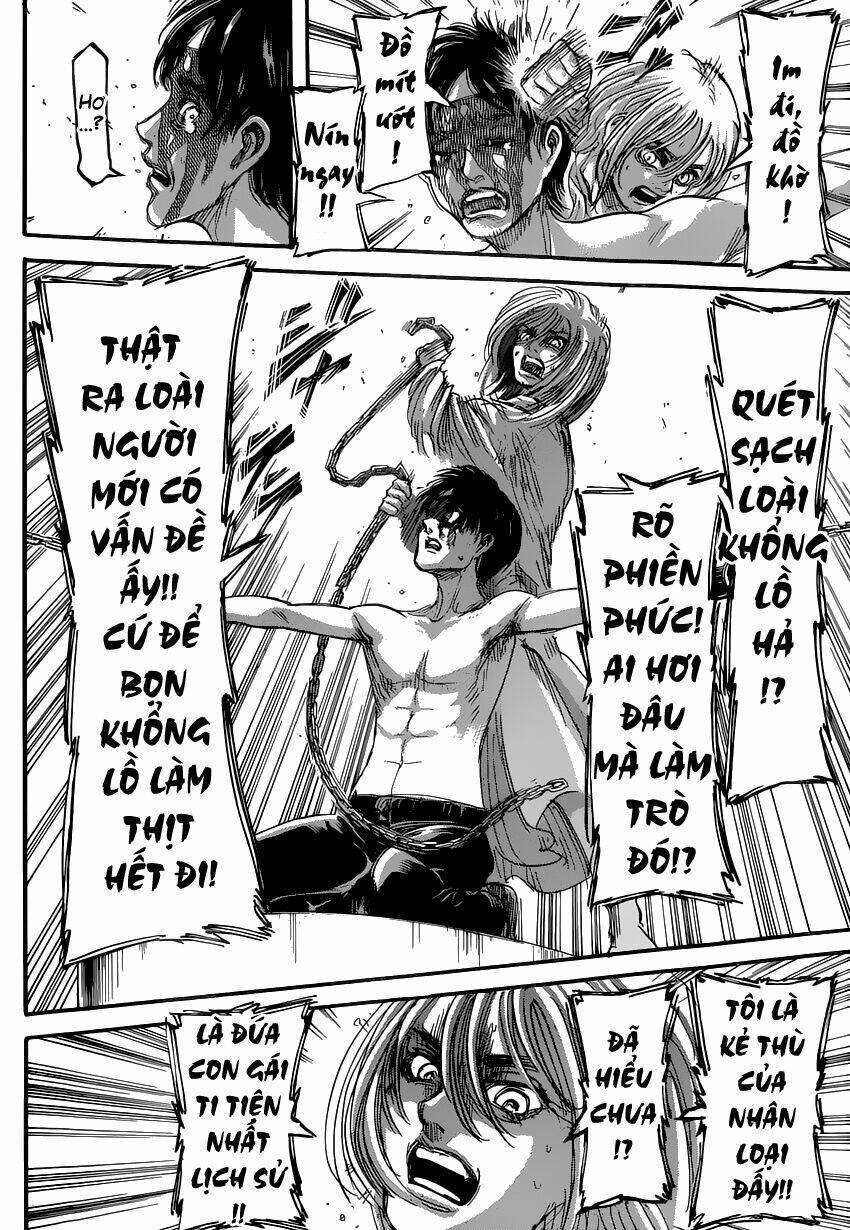 Im
đi,
đồ
khờ
!
Đồ
mít
ướt
!
Nín
ngay
!!
Hơ
...?
QUÉT
SẠCH
LOÀI
KHỔNG
LỒ
HẢ
!?
RÕ
PHIỀN
PHỨC!
AI HƠI
ĐÂU
MÀ LÀM
TRÒ
ĐÓ!?
THẬT
RA LOÀI
NGƯỜI
MỚI CÓ
VẤN ĐỀ
ẤY!!
CỨ ĐỂ
BỌN
KHỔNG
LỒ LÀM
THỊT
HẾT ĐI!
TÔI LÀ
KẺ THÙ
CỦA
NHÂN
LOẠI
ĐẤY!!
ĐÃ
HIỂU
CHƯA
!?
LÀ ĐỨA
CON GÁI
TI TIỆN
NHẤT
LỊCH SỬ
!!